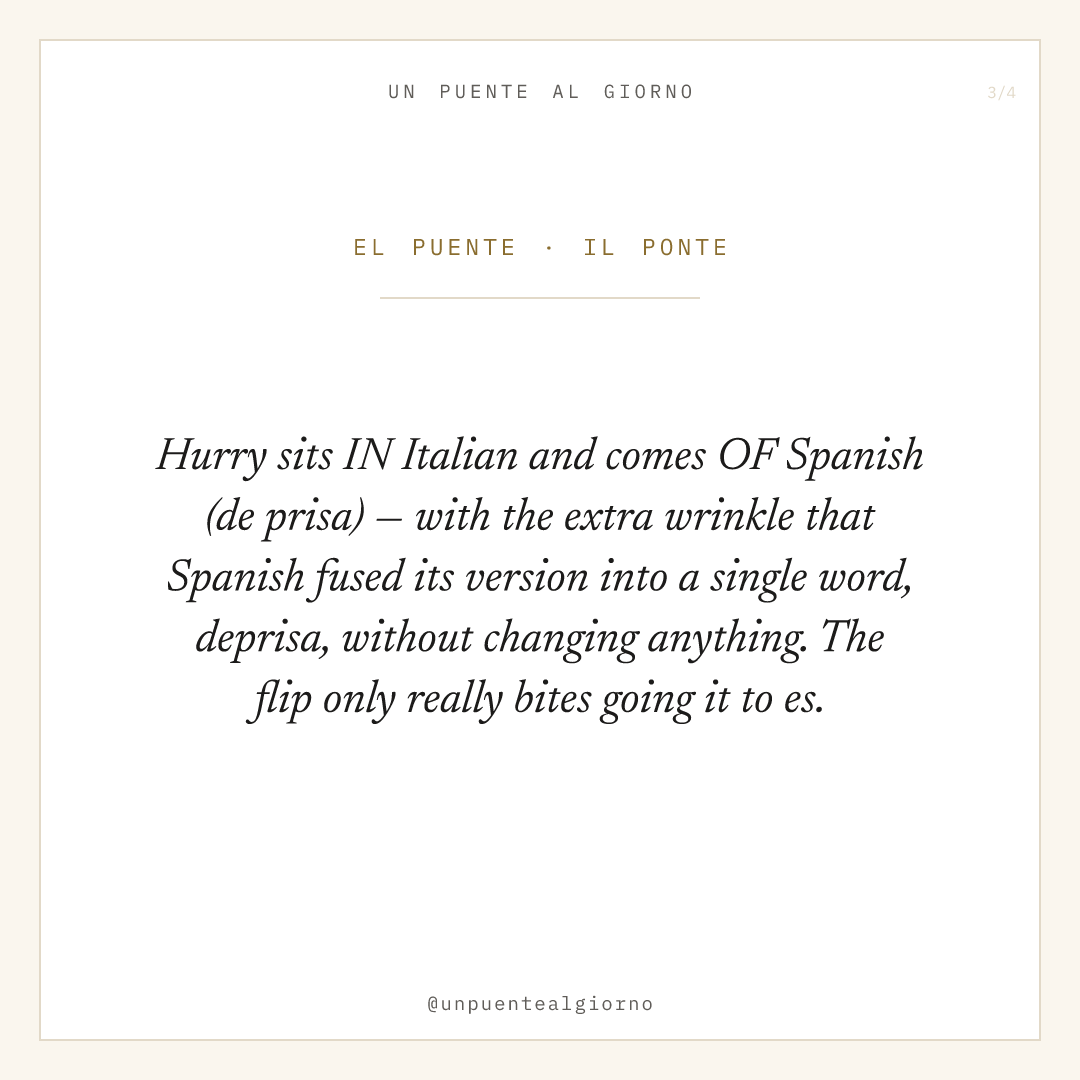 UN PUENTE AL GIORNO
3/4
EL PUENTE · IL PONTE
Hurry sits IN Italian and comes OF Spanish
(de prisa) – with the extra wrinkle that
Spanish fused its version into a single word,
deprisa, without changing anything. The
flip only really bites going it to es.
@unpuentealgiorno